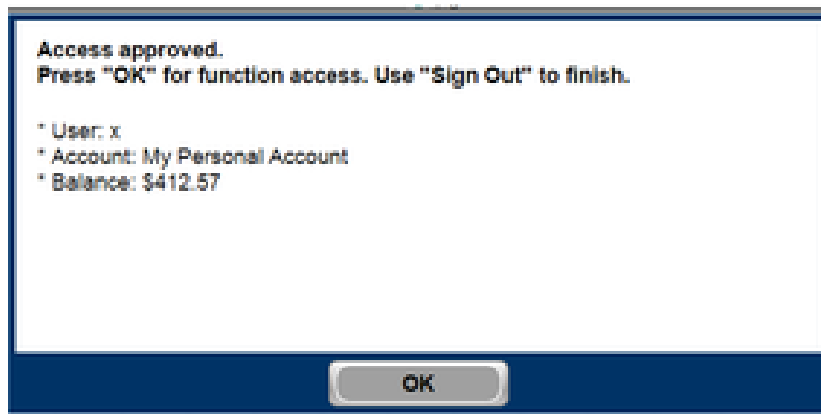 Access approved.
Press "OK" for function access. Use "Sign Out" to finish.
* User: x
* Account: My Personal Account
* Balance: $412.57
OK